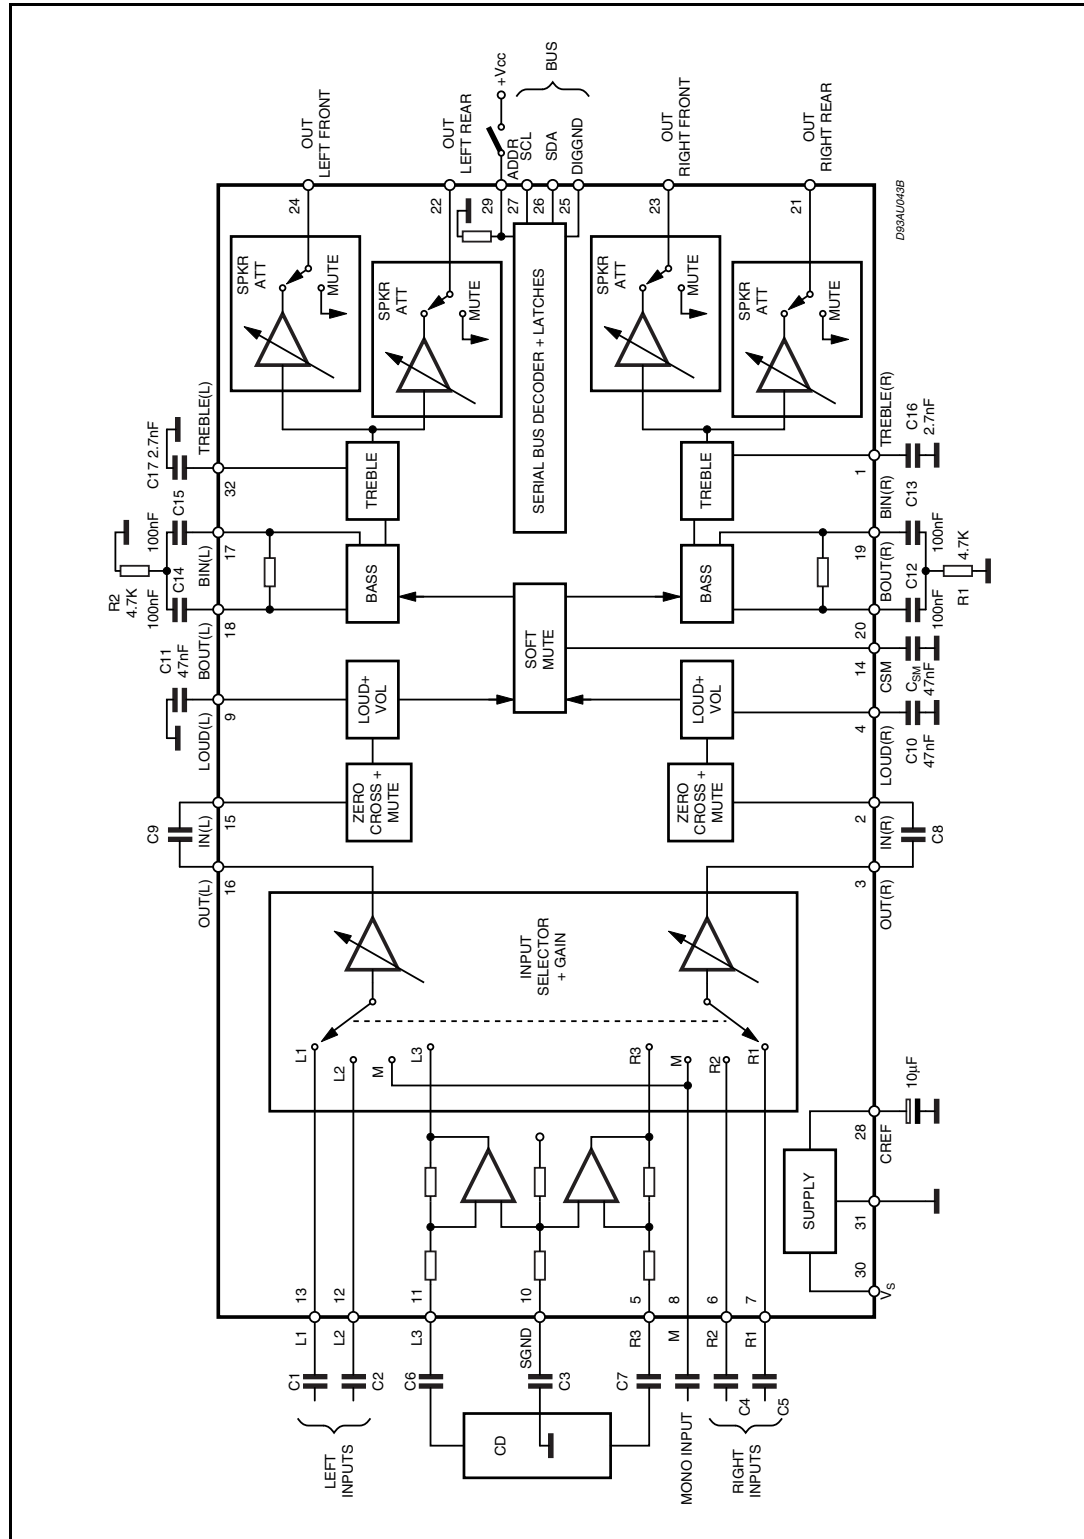 LEFT
INPUTS
CD
MONO INPUT
RIGHT
INPUTS
C1
C2
C6
C3
C7
C4
C5
L1
L2
L3
SGND
R3
M
R2
R1
13
12
11
10
5
8
6
7
L1
L2
M
L3
R3
M
R2
R1
INPUT
SELECTOR
+ GAIN
SUPPLY
30
VS
31
28
CREF
10µF
OUT(L)
16
C9
IN(L)
15
ZERO
CROSS +
MUTE
LOUD+
VOL
LOUD(L)
9
C11
47nF
BOUT(L)
18
R2
4.7K
100nF
C14
BIN(L)
17
100nF
C15
BASS
C17 2.7nF
TREBLE(L)
32
TREBLE
SOFT
MUTE
SERIAL BUS DECODER + LATCHES
SPKR
ATT
MUTE
24
OUT
LEFT FRONT
SPKR
ATT
MUTE
22
OUT
LEFT REAR
+Vcc
29
ADDR
27
SCL
26
SDA
25
DIGGND
BUS
3
OUT(R)
C8
2
IN(R)
ZERO
CROSS +
MUTE
LOUD+
VOL
4
LOUD(R)
C10
47nF
14
CSM
CSM
47nF
20
BOUT(R)
C12
100nF
R1
4.7K
19
BIN(R)
C13
100nF
BASS
TREBLE
1
TREBLE(R)
C16
2.7nF
SPKR
ATT
MUTE
23
OUT
RIGHT FRONT
SPKR
ATT
MUTE
21
OUT
RIGHT REAR
D93AU043B